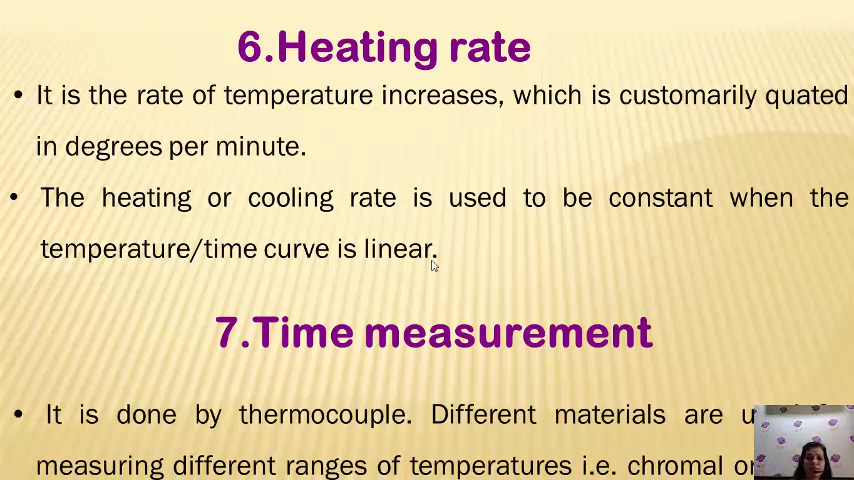 6.Heating rate
• It is the rate of temperature increases, which is customarily quated
in degrees per minute.
• The heating or cooling rate is used to be constant when the
temperature/time curve is linear.
7.Time measurement
• It is done by thermocouple. Different materials are
measuring different ranges of temperatures i.e. chromal or